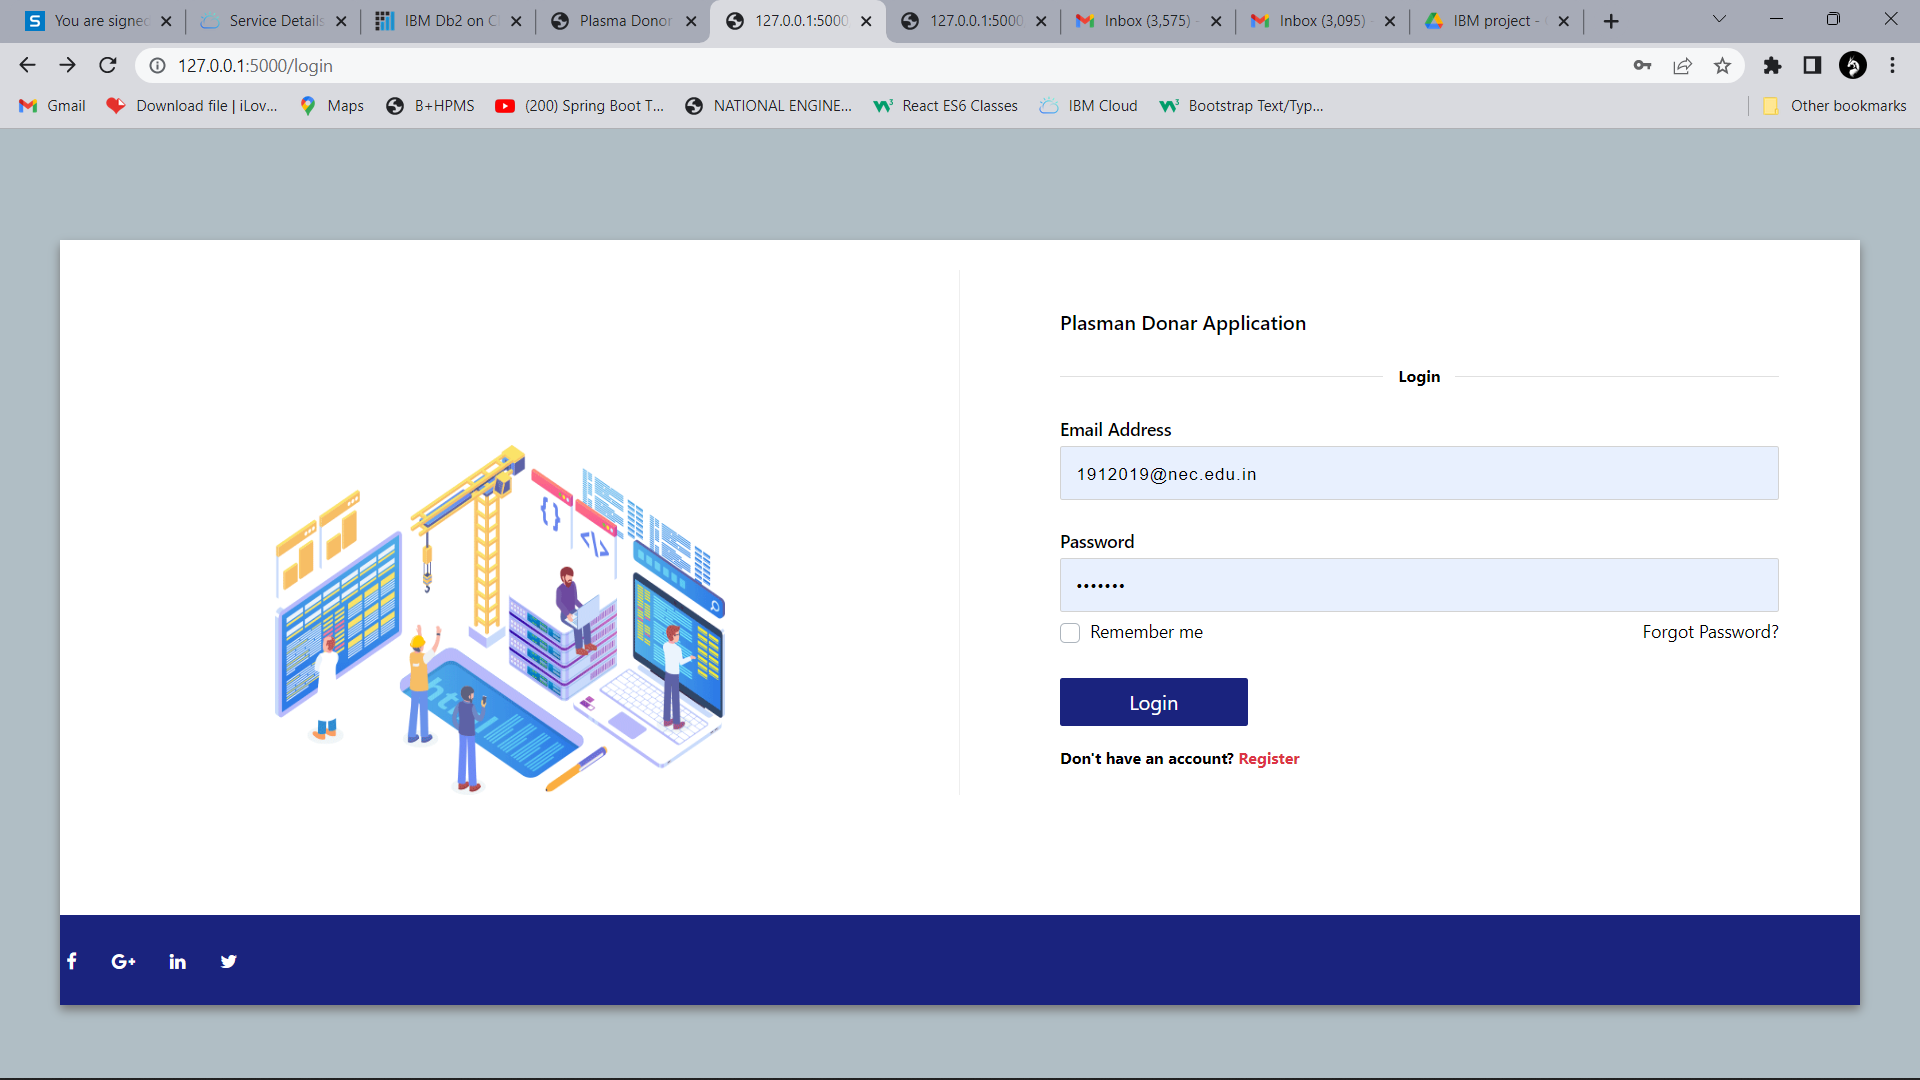 You are signe
Service Details
IBM Db2 on C
Plasma Donor
127.0.0.1:5000
127.0.0.1:5000
Inbox (3,575) -
Inbox (3,095) -
IBM project -
127.0.0.1:5000/login
Gmail
Download file | iLov...
Maps
B+HPMS
(200) Spring Boot T...
NATIONAL ENGINE...
React ES6 Classes
IBM Cloud
Bootstrap Text/Typ...
Other bookmarks
Plasman Donar Application
Login
Email Address
1912019@nec.edu.in
Password
Remember me
Forgot Password?
Login
Don't have an account? Register